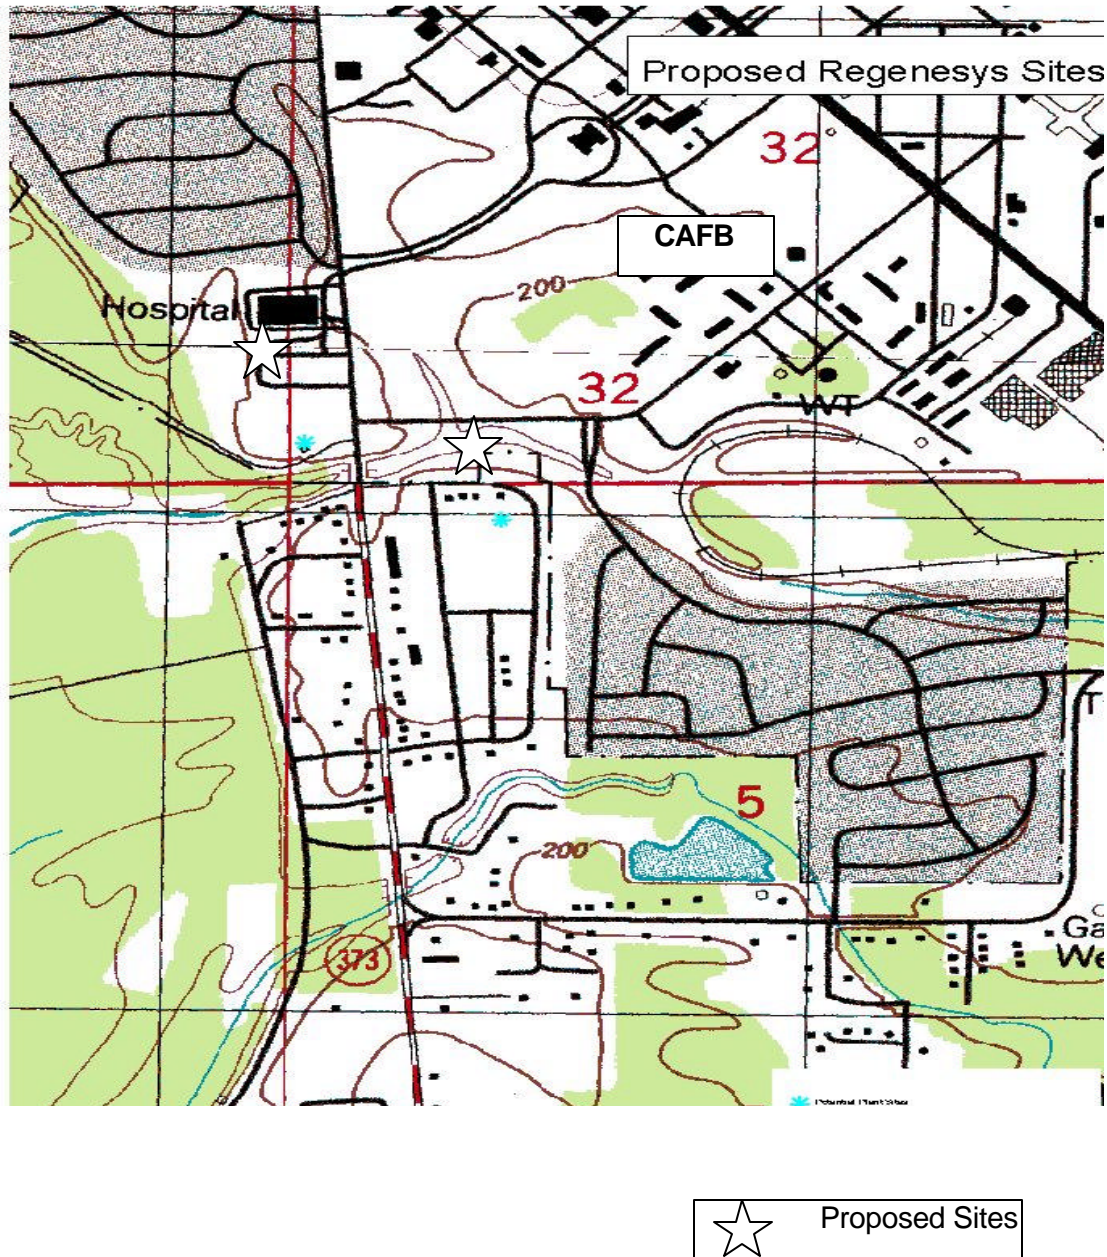 Proposed Regenesys Sites
32
CAFB
200
Hospital
32
WT
T
5
200
Ga
We
373
Proposed Sites